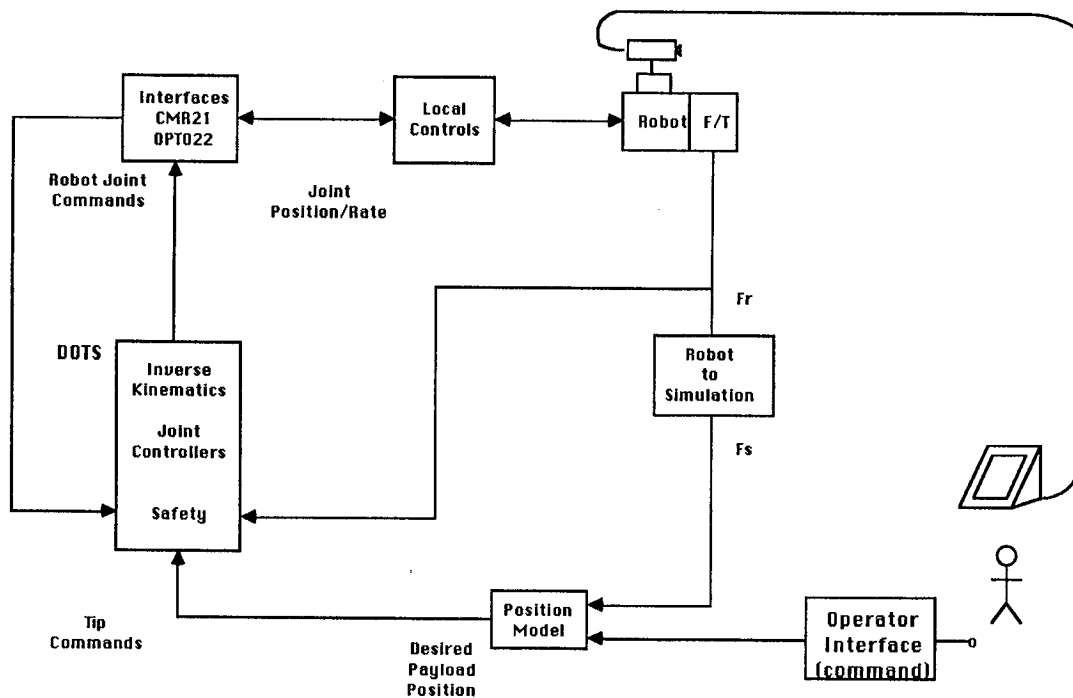 Interfaces
CMR21
OPTO22
Local
Controls
Robot
F/T
Robot Joint
Commands
Joint
Position/Rate
Fr
DOTS
Inverse
Kinematics
Joint
Controllers
Safety
Robot
to
Simulation
Fs
Tip
Commands
Position
Model
Desired
Payload
Position
Operator
Interface
(command)